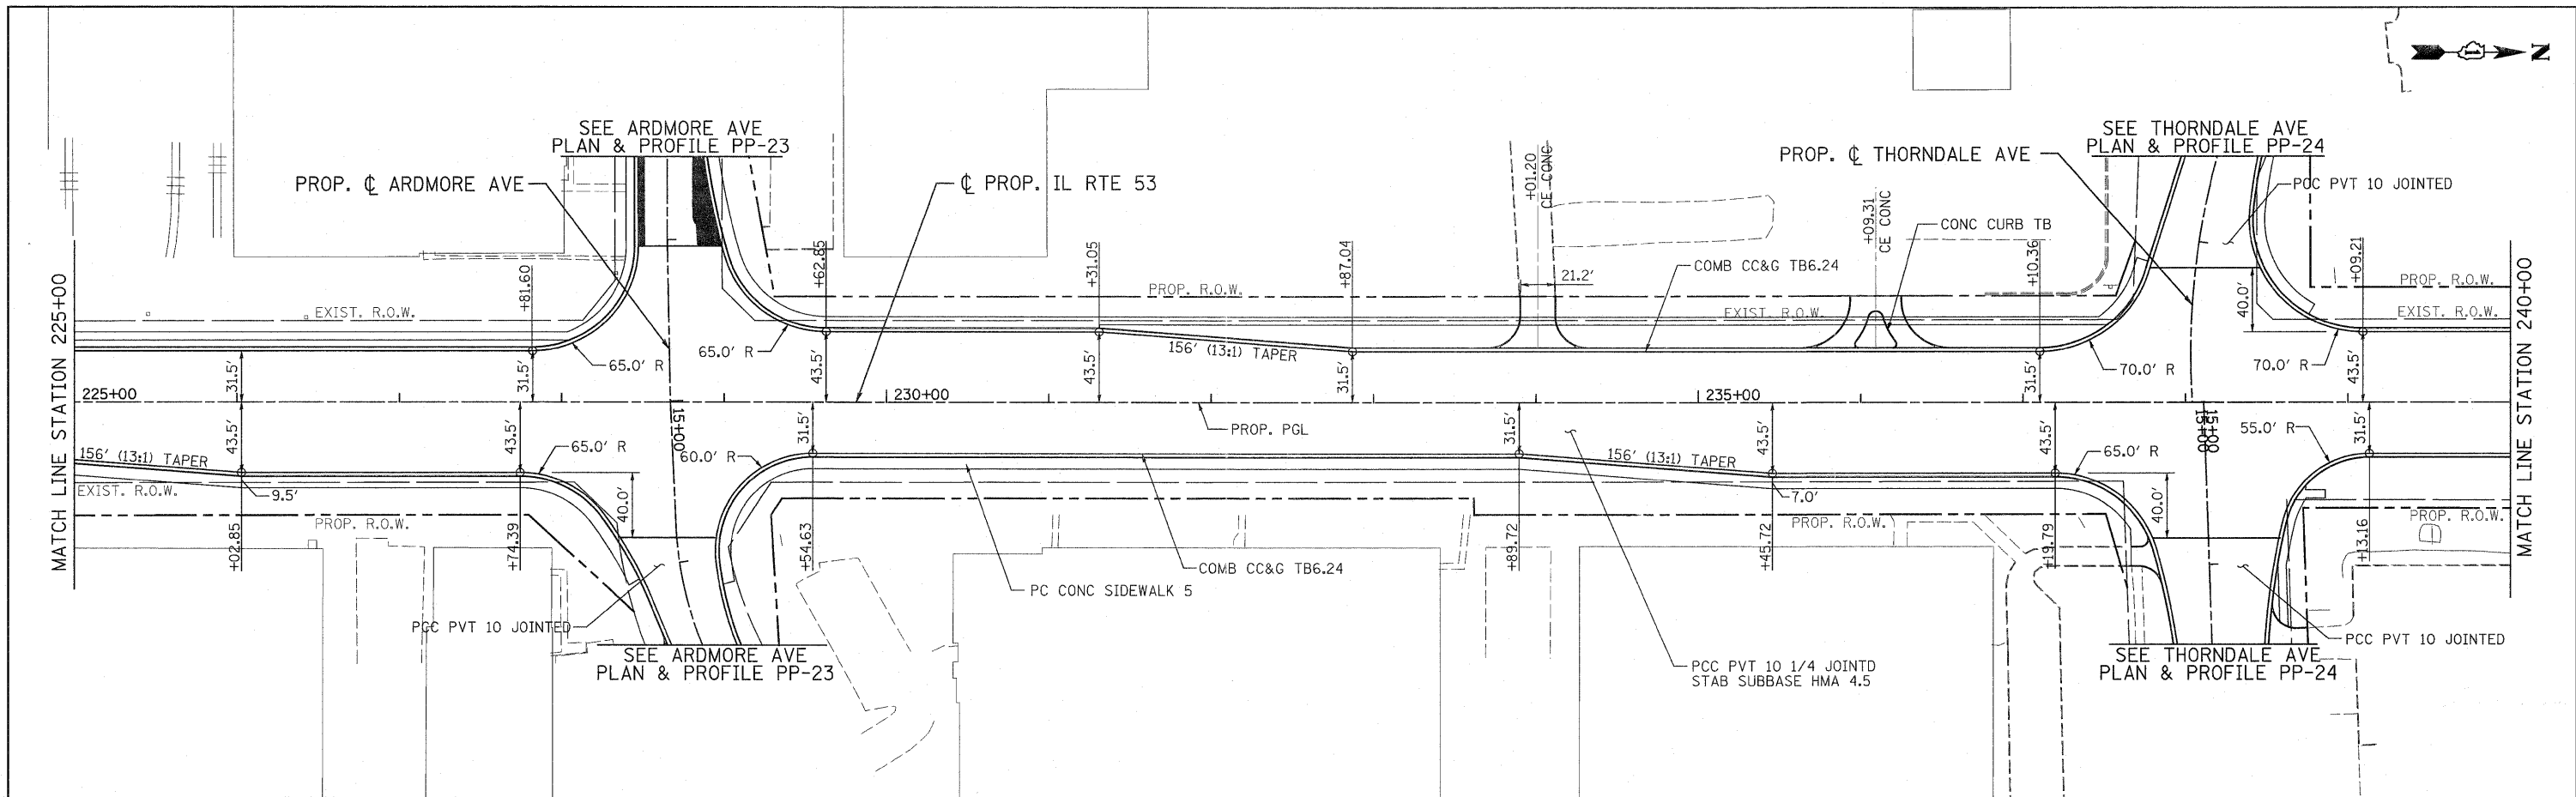 N
SEE ARDMORE AVE
PLAN & PROFILE PP-23
SEE THORNDALE AVE
PLAN & PROFILE PP-24
PROP. ℄ ARDMORE AVE
℄ PROP. IL RTE 53
PROP. ℄ THORNDALE AVE
PCC PVT 10 JOINTED
+01.20
CE CONC
+09.31
CE CONC
CONC CURB TB
COMB CC&G TB6.24
+81.60
+62.85
+31.05
+87.04
21.2'
+10.36
+09.21
PROP. R.O.W.
PROP. R.O.W.
EXIST. R.O.W.
EXIST. R.O.W.
EXIST. R.O.W.
MATCH LINE STATION 225+00
MATCH LINE STATION 240+00
65.0' R
65.0' R
156' (13:1) TAPER
70.0' R
70.0' R
40.0'
31.5'
31.5'
43.5'
43.5'
31.5'
31.5'
43.5'
225+00
230+00
235+00
15+00
15+00
15+00
PROP. PGL
43.5'
43.5'
31.5'
31.5'
43.5'
43.5'
31.5'
156' (13:1) TAPER
65.0' R
60.0' R
156' (13:1) TAPER
65.0' R
55.0' R
EXIST. R.O.W.
9.5'
40.0'
7.0'
40.0'
PROP. R.O.W.
PROP. R.O.W.
PROP. R.O.W.
+02.85
+74.39
+54.63
+89.72
+45.72
+19.79
+13.16
COMB CC&G TB6.24
PC CONC SIDEWALK 5
PCC PVT 10 JOINTED
PCC PVT 10 JOINTED
SEE ARDMORE AVE
PLAN & PROFILE PP-23
PCC PVT 10 1/4 JOINTD
STAB SUBBASE HMA 4.5
SEE THORNDALE AVE
PLAN & PROFILE PP-24